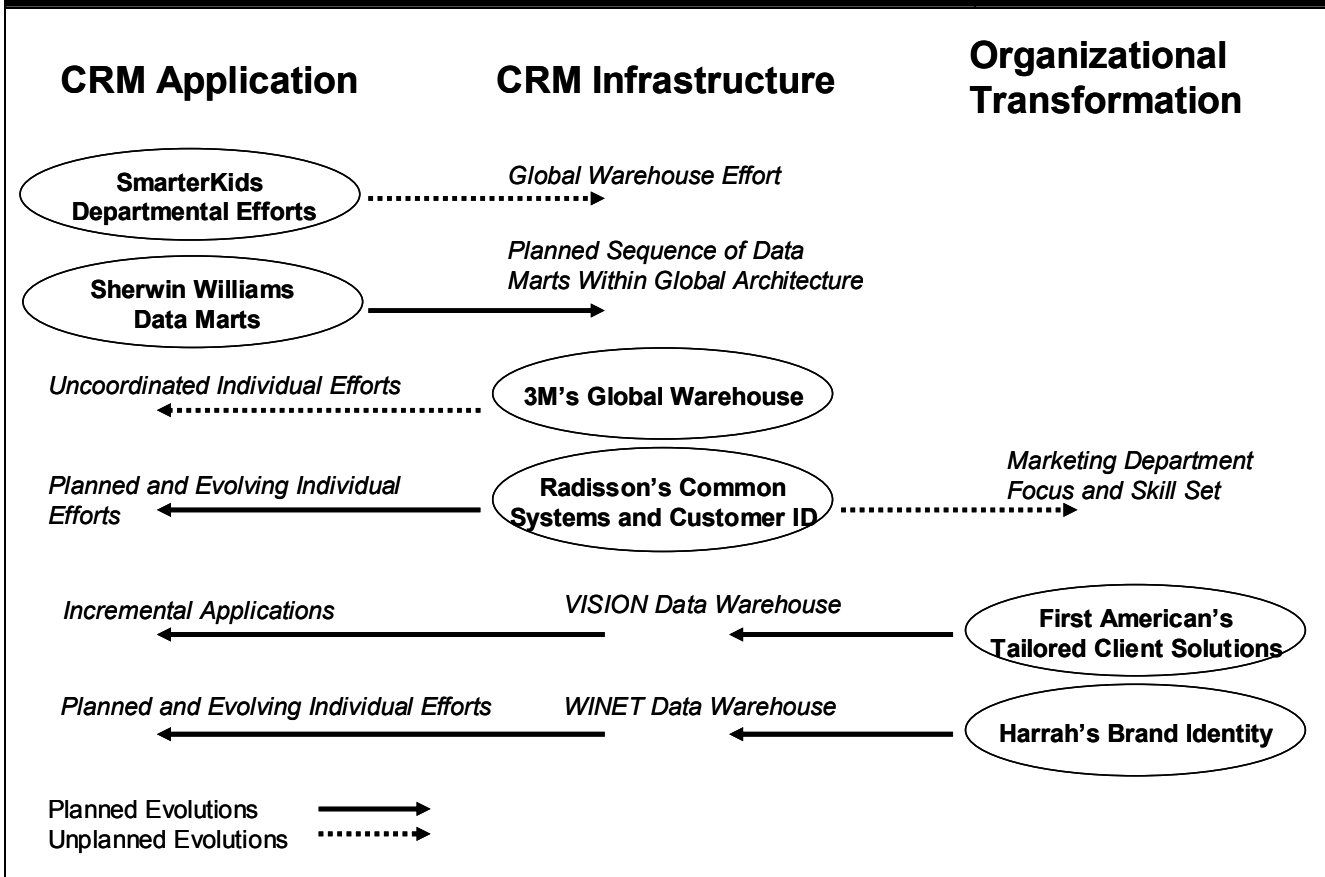 CRM Application
CRM Infrastructure
Organizational
Transformation
SmarterKids
Departmental Efforts
Global Warehouse Effort
Sherwin Williams
Data Marts
Planned Sequence of Data
Marts Within Global Architecture
Uncoordinated Individual Efforts
3M's Global Warehouse
Planned and Evolving Individual
Efforts
Radisson's Common
Systems and Customer ID
Marketing Department
Focus and Skill Set
Incremental Applications
VISION Data Warehouse
First American's
Tailored Client Solutions
Planned and Evolving Individual Efforts
WINET Data Warehouse
Harrah's Brand Identity
Planned Evolutions
Unplanned Evolutions